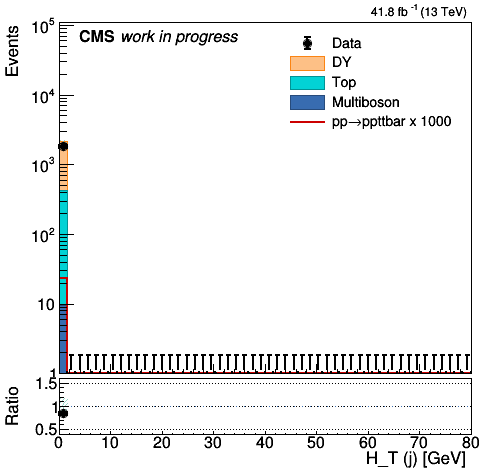 41.8 fb⁻¹ (13 TeV)
CMS work in progress
Events
10⁵
10⁴
10³
10²
10
1
Data
DY
Top
Multiboson
pp→ppttbar x 1000
Ratio
1.5
1
0.5
0 10 20 30 40 50 60 70 80
H_T (j) [GeV]